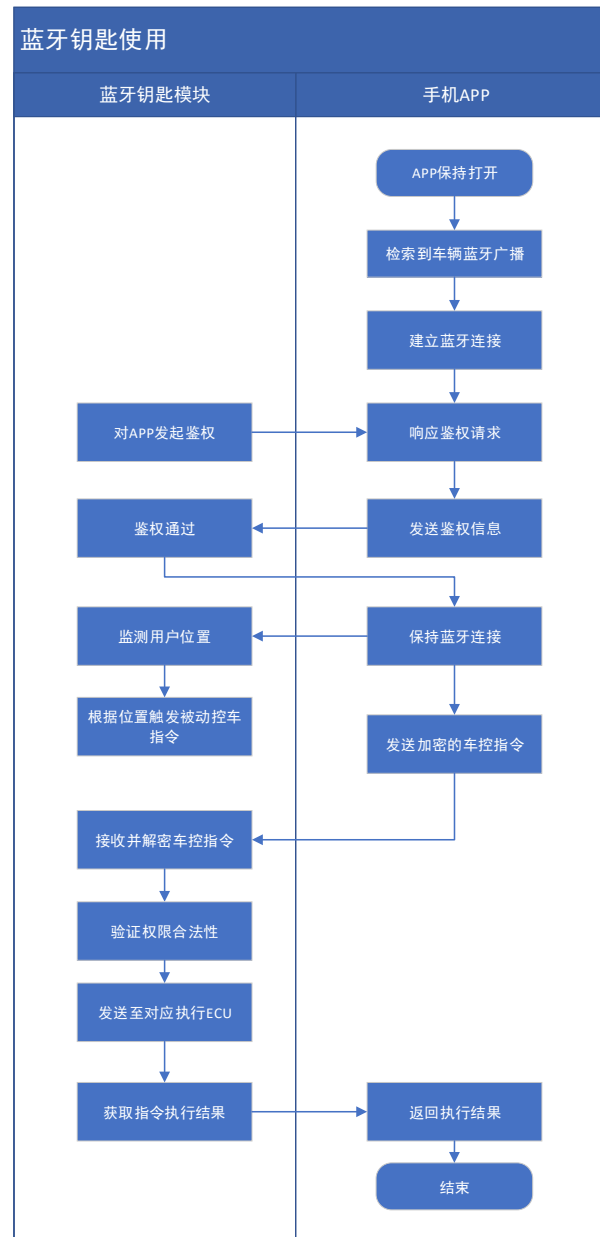 蓝牙钥匙使用
蓝牙钥匙模块
手机APP
APP保持打开
检索到车辆蓝牙广播
建立蓝牙连接
对APP发起鉴权
响应鉴权请求
鉴权通过
发送鉴权信息
监测用户位置
保持蓝牙连接
根据位置触发被动控车
指令
发送加密的车控指令
接收并解密车控指令
验证权限合法性
发送至对应执行ECU
获取指令执行结果
返回执行结果
结束